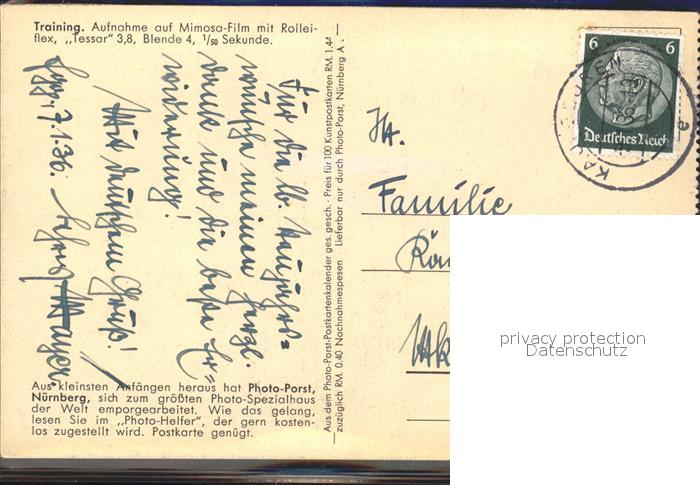 Training. Aufnahme auf Mimosa-Film mit Rollei-
flex, „Tessar" 3,8, Blende 4, 1/50 Sekunde.
Für die lb. Neujahrs=
wünsche meinen herzl.
Dank und die beste Er=
widerung!
Mit deutschem Gruß!
7.1.36.
Aus kleinsten Anfängen heraus hat Photo-Porst,
Nürnberg, sich zum größten Photo-Spezialhaus
der Welt emporgearbeitet. Wie das gelang,
lesen Sie im „Photo-Helfer", der gern kosten-
los zugestellt wird. Postkarte genügt.
Aus dem Photo-Porst-Postkartenkalender ges. gesch. · Preis für 100 Kunstpostkarten RM. 1.44
zuzüglich RM. 0.40 Nachnahmespesen Lieferbar nur durch Photo-Porst, Nürnberg A.
6 6
Deutsches Reich
Familie
privacy protection
Datenschutz